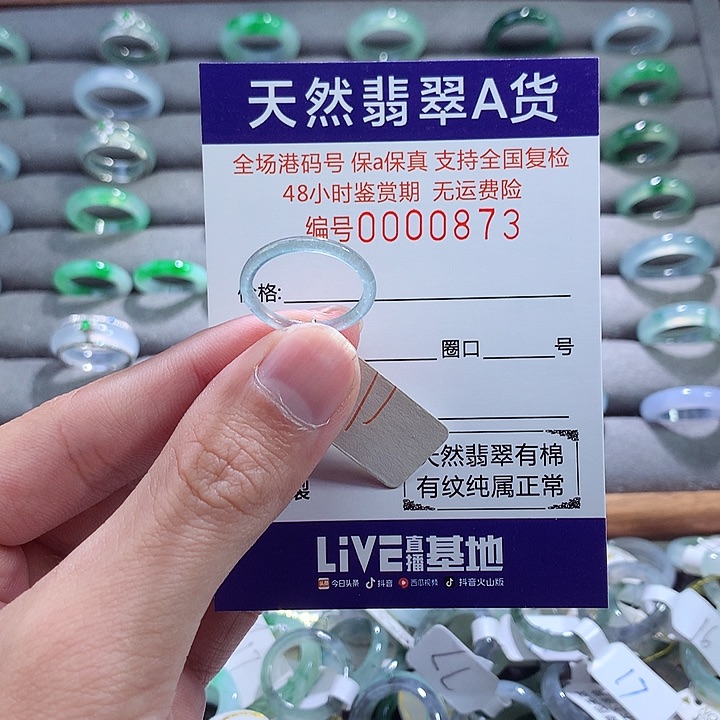 天然翡翠A货
全场港码号 保a保真 支持全国复检
48小时鉴赏期 无运费险
编号0000873
价格:
圈口 号
天然翡翠有棉
有纹纯属正常
LiVE直播基地
今日头条 抖音 西瓜视频 抖音火山版
17
16